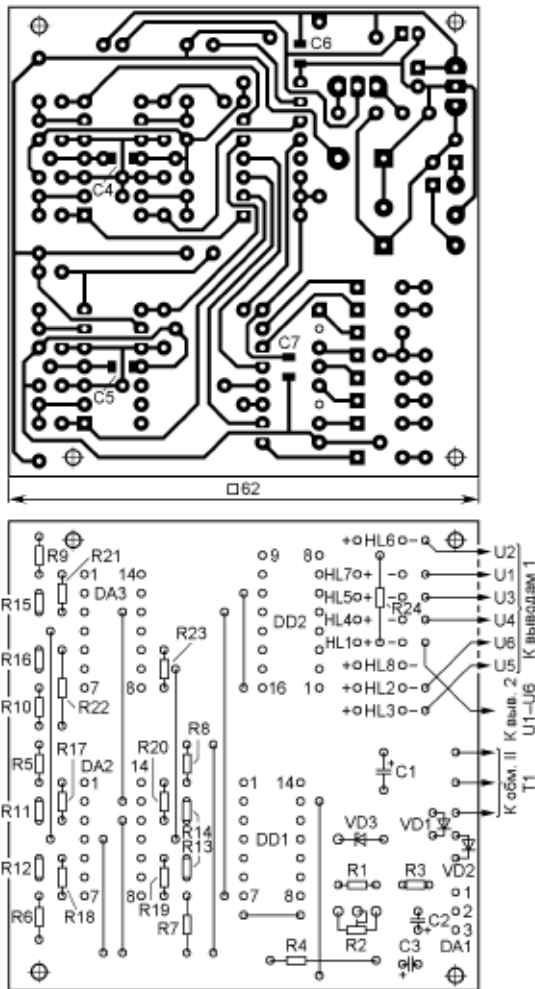 C6
C4
C7
C5
□62
R9
R21
+ HL6 -
U2
1
14
9
8
HL7 + -
U1
R15
DA3
HL5 + -
R24
U3
DD2
HL4 + -
U4
R16
R23
HL1 + -
U6
+ HL8 -
U5
7
8
16
1
+ HL2 -
R10
R22
+ HL3 -
К выводам 1
К выв. 2
U1–U6
R5
R17
R20
R8
C1
+
К обм. II
T1
DA2
1
14
1
14
R11
R14
R13
DD1
VD3
VD1
R12
VD2
R1
R3
1
7
8
7
8
2
R6
R18
R19
R7
R2
C2
+
3
R4
C3
+
DA1